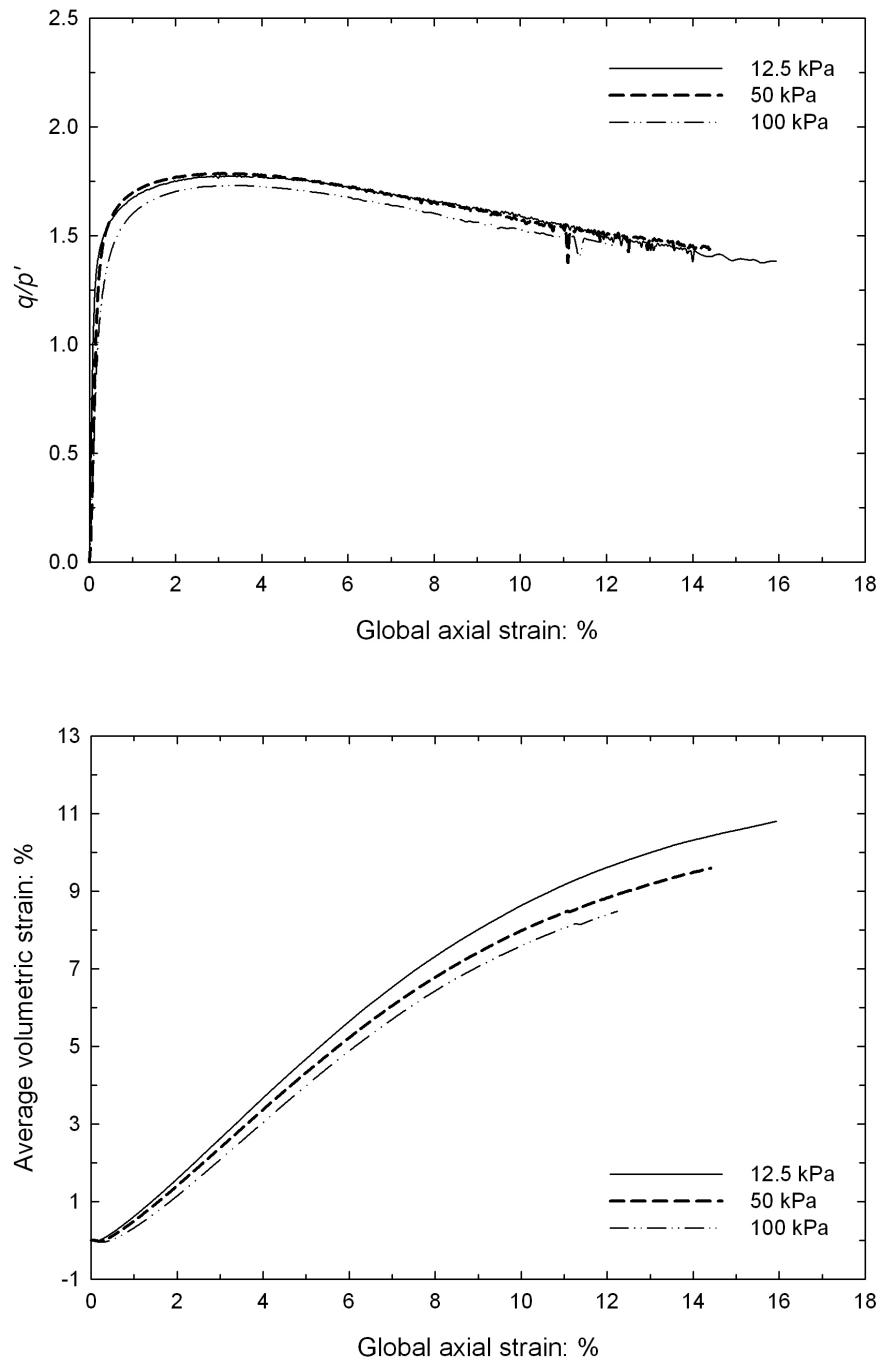 2.5
12.5 kPa
50 kPa
100 kPa
2.0
1.5
q/p'
1.0
0.5
0.0
0 2 4 6 8 10 12 14 16 18
Global axial strain: %
13
11
9
7
5
3
1
-1
Average volumetric strain: %
12.5 kPa
50 kPa
100 kPa
0 2 4 6 8 10 12 14 16 18
Global axial strain: %